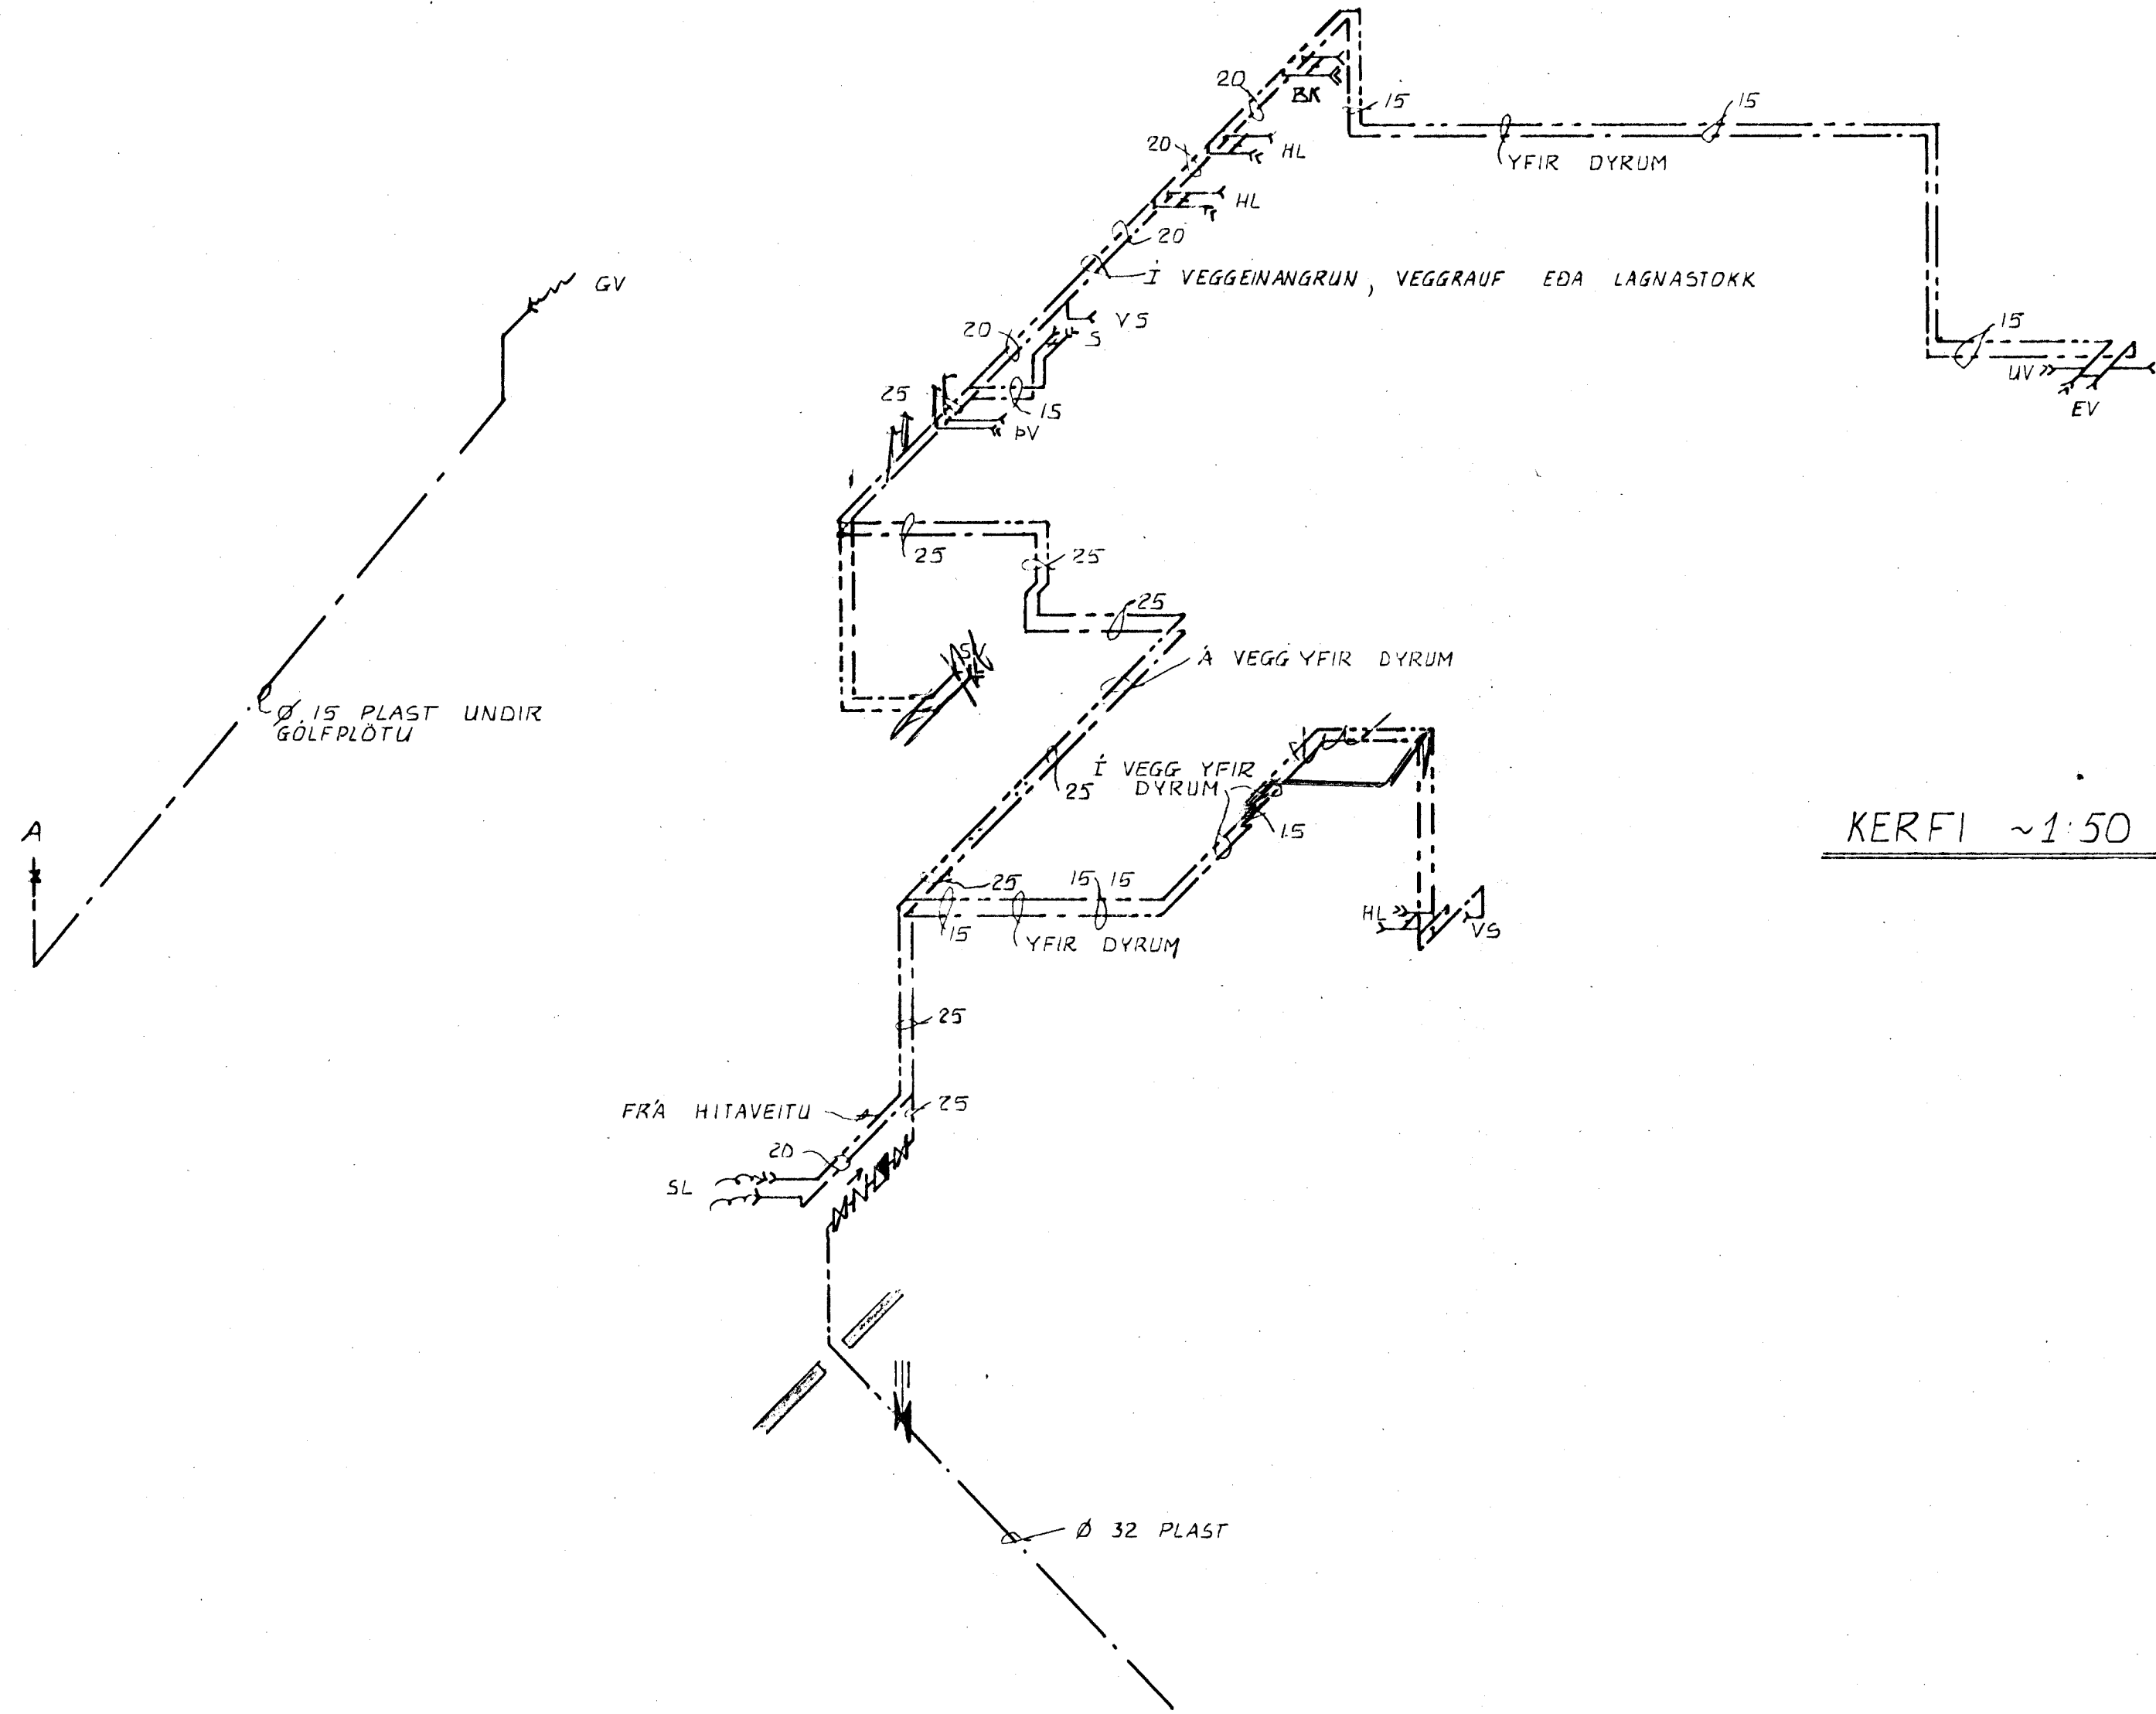 20
BK
15
15
YFIR DYRUM
20
HL
HL
20
Í VEGGEINANGRUN, VEGGRAUF EÐA LAGNASTOKK
GV
VS
S
20
15
UV
EV
25
15
ÞV
25
25
25
SV
Á VEGG YFIR DYRUM
Ø 15 PLAST UNDIR
GÓLFPLÖTU
Í VEGG YFIR
DYRUM
25
15
A
KERFI ~1:50
25
15 15
15
YFIR DYRUM
HL
VS
25
FRÁ HITAVEITU
25
20
SL
Ø 32 PLAST